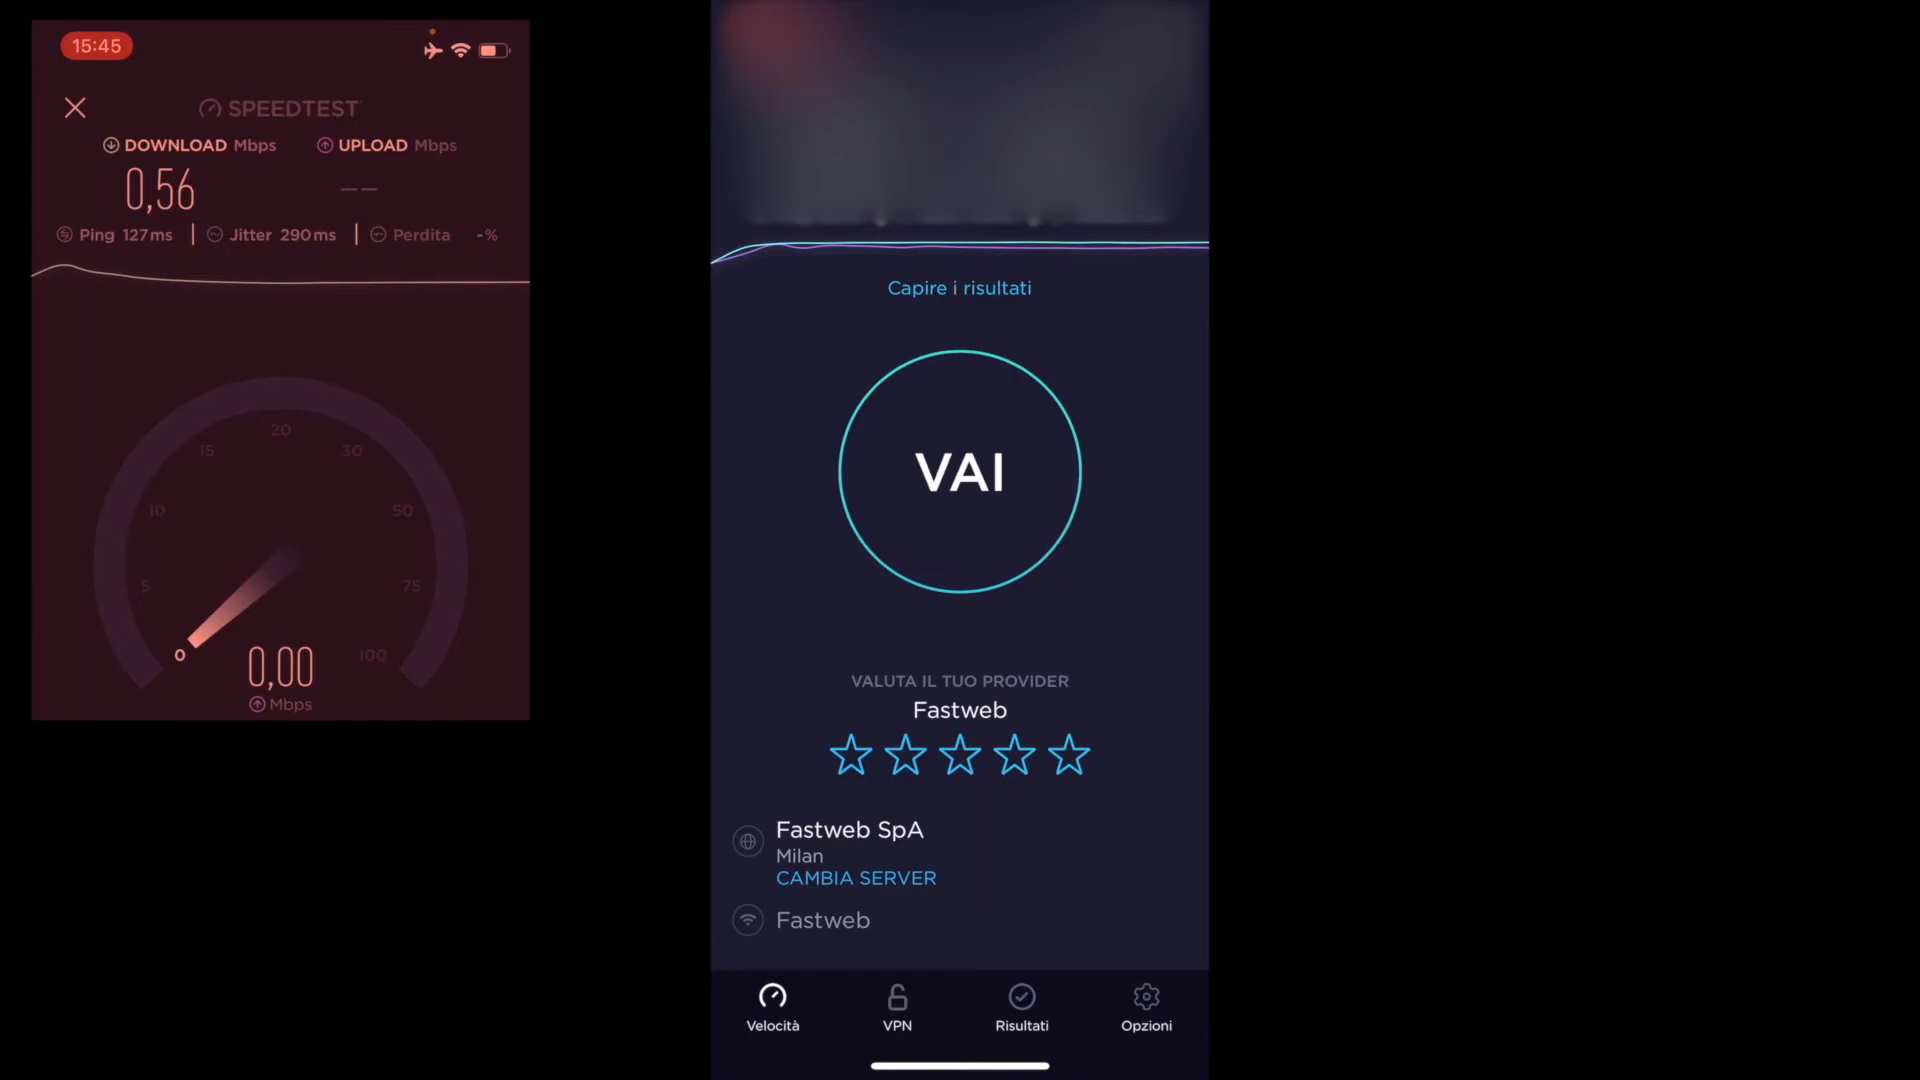 15:45
SPEEDTEST
DOWNLOAD Mbps
UPLOAD Mbps
0,56
——
Ping 127ms
Jitter 290ms
Perdita -%
0
5
10
15
20
30
50
75
100
0,00
Mbps
Capire i risultati
VAI
VALUTA IL TUO PROVIDER
Fastweb
Fastweb SpA
Milan
CAMBIA SERVER
Fastweb
Velocità
VPN
Risultati
Opzioni